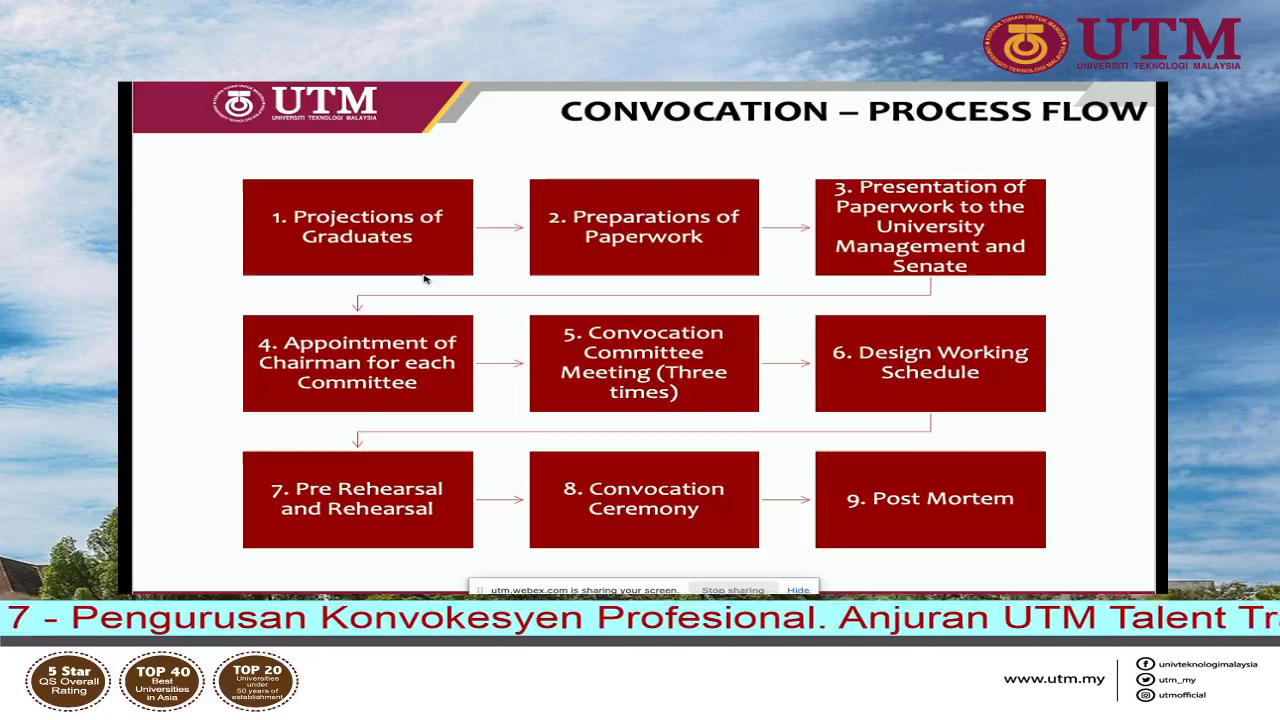 UTM
UNIVERSITI TEKNOLOGI MALAYSIA
UTM
UNIVERSITI TEKNOLOGI MALAYSIA
CONVOCATION – PROCESS FLOW
1. Projections of
Graduates
2. Preparations of
Paperwork
3. Presentation of
Paperwork to the
University
Management and
Senate
4. Appointment of
Chairman for each
Committee
5. Convocation
Committee
Meeting (Three
times)
6. Design Working
Schedule
7. Pre Rehearsal
and Rehearsal
8. Convocation
Ceremony
9. Post Mortem
utm.webex.com is sharing your screen.
Stop sharing
Hide
7 - Pengurusan Konvokesyen Profesional. Anjuran UTM Talent Tr
5 Star
QS Overall
Rating
TOP 40
Best
Universities
in Asia
TOP 20
Universities
under
50 years of
establishment
www.utm.my
univteknologimalaysia
utm_my
utmofficial